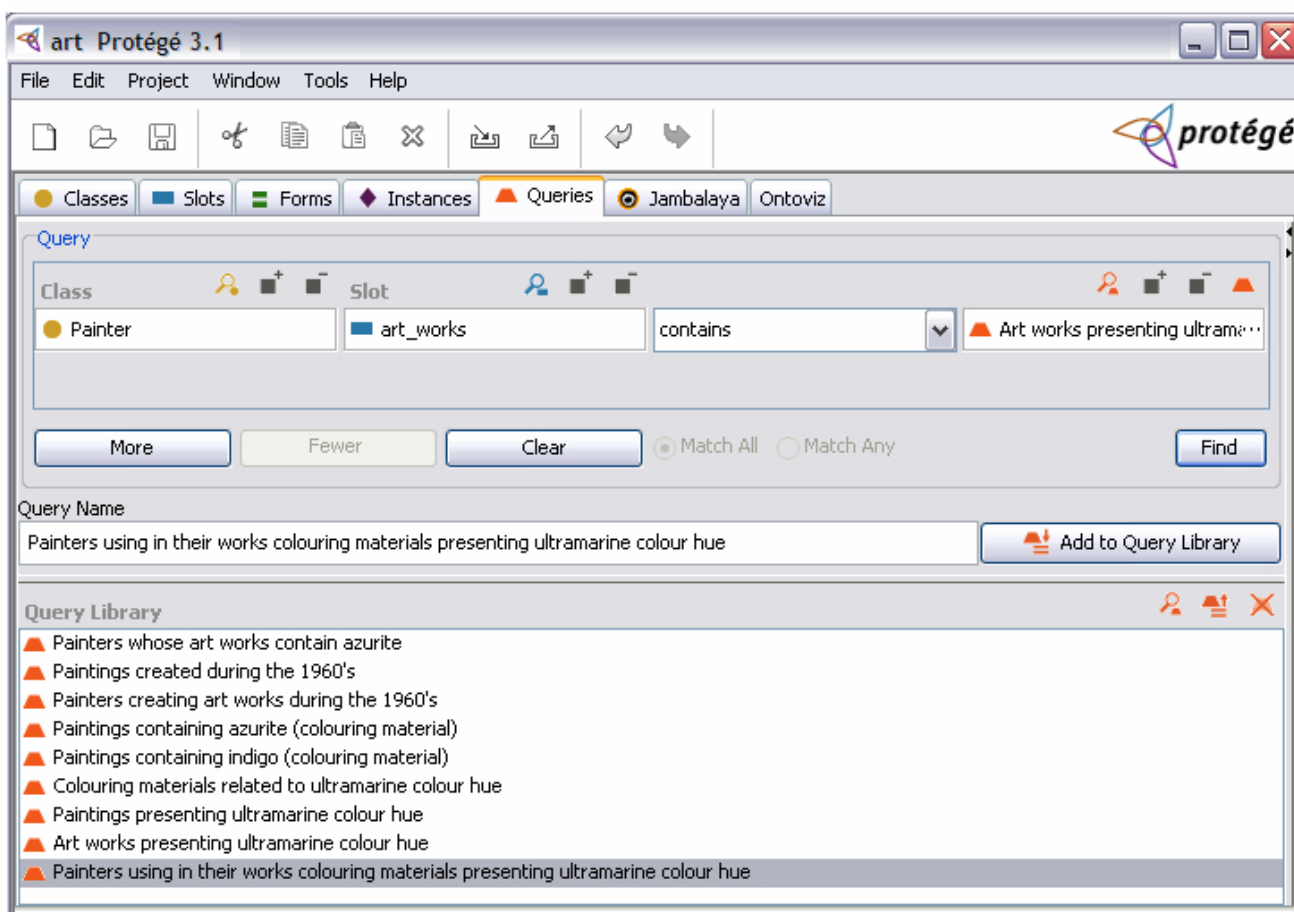 art Protégé 3.1
File Edit Project Window Tools Help
protégé
Classes Slots Forms Instances Queries Jambalaya Ontoviz
Query
Class Slot
Painter art_works contains Art works presenting ultrama...
More Fewer Clear Match All Match Any Find
Query Name
Painters using in their works colouring materials presenting ultramarine colour hue Add to Query Library
Query Library
Painters whose art works contain azurite
Paintings created during the 1960's
Painters creating art works during the 1960's
Paintings containing azurite (colouring material)
Paintings containing indigo (colouring material)
Colouring materials related to ultramarine colour hue
Paintings presenting ultramarine colour hue
Art works presenting ultramarine colour hue
Painters using in their works colouring materials presenting ultramarine colour hue